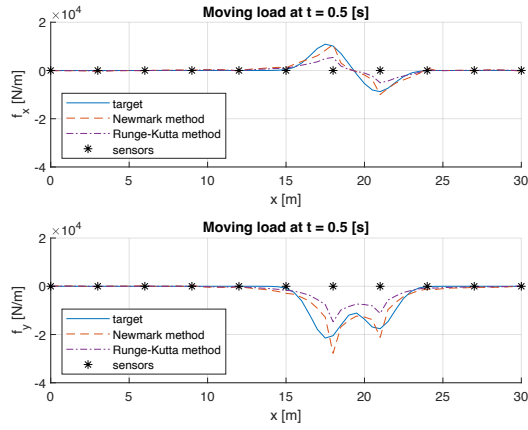 Moving load at t = 0.5 [s]
×10⁴
2
0
-2
-4
f_x [N/m]
target
Newmark method
Runge-Kutta method
sensors
0 5 10 15 20 25 30
x [m]
Moving load at t = 0.5 [s]
×10⁴
2
0
-2
-4
f_y [N/m]
target
Newmark method
Runge-Kutta method
sensors
0 5 10 15 20 25 30
x [m]